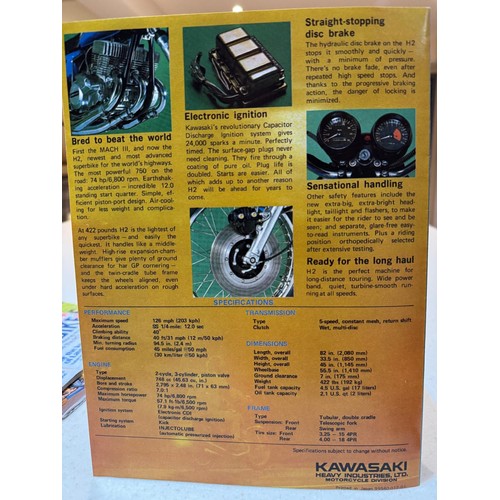 Straight-stopping
disc brake
The hydraulic disc brake on the H2
stops it smoothly and quickly —
with a minimum of pressure.
There's no brake fade, even after
repeated high speed stops. And
thanks to the progressive braking
action, the danger of locking is
minimized.
Electronic ignition
Kawasaki's revolutionary Capacitor
Discharge Ignition system gives
24,000 sparks a minute. Perfectly
timed. The surface-gap plugs never
need cleaning. They fire through a
coating of pure oil. Plug life is
doubled. Starts are easier. All of
which adds up to another reason
H2 will be ahead for years to
come.
Bred to beat the world
First the MACH III, and now the
H2, newest and most advanced
superbike for the world's highways.
The most powerful 750 on the
road: 74 hp/6,800 rpm. Earthshak-
ing acceleration — incredible 12.0
standing start quarter. Simple, ef-
ficient piston port design. Air-cool-
ing for less weight and complica-
tion.
At 422 pounds H2 is the lightest of
any superbike — and easily the
quickest. It handles like a middle-
weight. High-rise expansion-cham-
ber mufflers give plenty of ground
clearance for har GP cornering —
and the twin-cradle tube frame
keeps the wheels aligned, even
under hard acceleration on rough
surfaces.
Sensational handling
Other safety features include the
new extra-big, extra-bright head-
light, taillight and flashers, to make
it easier for the rider to see and be
seen; and separate, glare-free easy-
to-read instruments. Plus a riding
position orthopedically selected
after extensive testing.
Ready for the long haul
H2 is the perfect machine for
long-distance touring. Wide power
band, quiet, turbine-smooth run-
ning at all speeds.
SPECIFICATIONS
PERFORMANCE
Maximum speed 126 mph (203 kph)
Acceleration SS 1/4-mile: 12.0 sec
Climbing ability 40°
Braking distance 40 ft/31 mph (12 m/50 kph)
Min. turning radius 94.5 in. (2.4 m)
Fuel consumption 45 miles/gal @50 mph
(30 km/liter @50 kph)
ENGINE
Type 2-cycle, 3-cylinder, piston valve
Displacement 748 cc (45.63 cu. in.)
Bore and stroke 2.795 x 2.48 in. (71 x 63 mm)
Compression ratio 7.0:1
Maximum horsepower 74 hp/6,800 rpm
Maximum torque 57.1 ft-lb/6,500 rpm
(7.9 kg-m/6,500 rpm)
Ignition system Electronic CDI
(capacitor discharge ignition)
Starting system Kick
Lubrication INJECTOLUBE
(automatic pressurized injection)
TRANSMISSION
Type 5-speed, constant mesh, return shift
Clutch Wet, multi-disc
DIMENSIONS
Length, overall 82 in. (2,080 mm)
Width, overall 33.5 in. (850 mm)
Height, overall 45 in. (1,145 mm)
Wheelbase 55.5 in. (1,410 mm)
Ground clearance 7 in. (175 mm)
Weight 422 lbs (192 kg)
Fuel tank capacity 4.5 U.S. gal (17 liters)
Oil tank capacity 2.1 U.S. qt (2 liters)
FRAME
Type Tubular, double cradle
Suspension: Front Telescopic fork
Rear Swing arm
Tire size: Front 3.25 - 19 4PR
Rear 4.00 - 18 4PR
Specifications subject to change without notice.
KAWASAKI
HEAVY INDUSTRIES, LTD.
MOTORCYCLE DIVISION
Printed in Japan